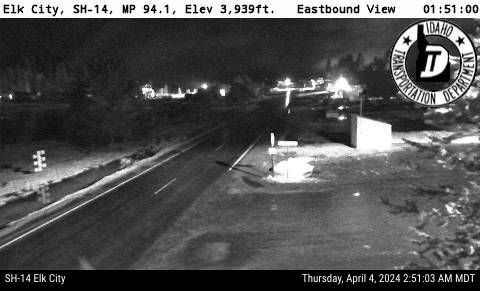 Elk City, SH-14, MP 94.1, Elev 3,939ft. Eastbound View 01:51:00
IDAHO
TRANSPORTATION DEPARTMENT
SH-14 Elk City Thursday, April 4, 2024 2:51:03 AM MDT